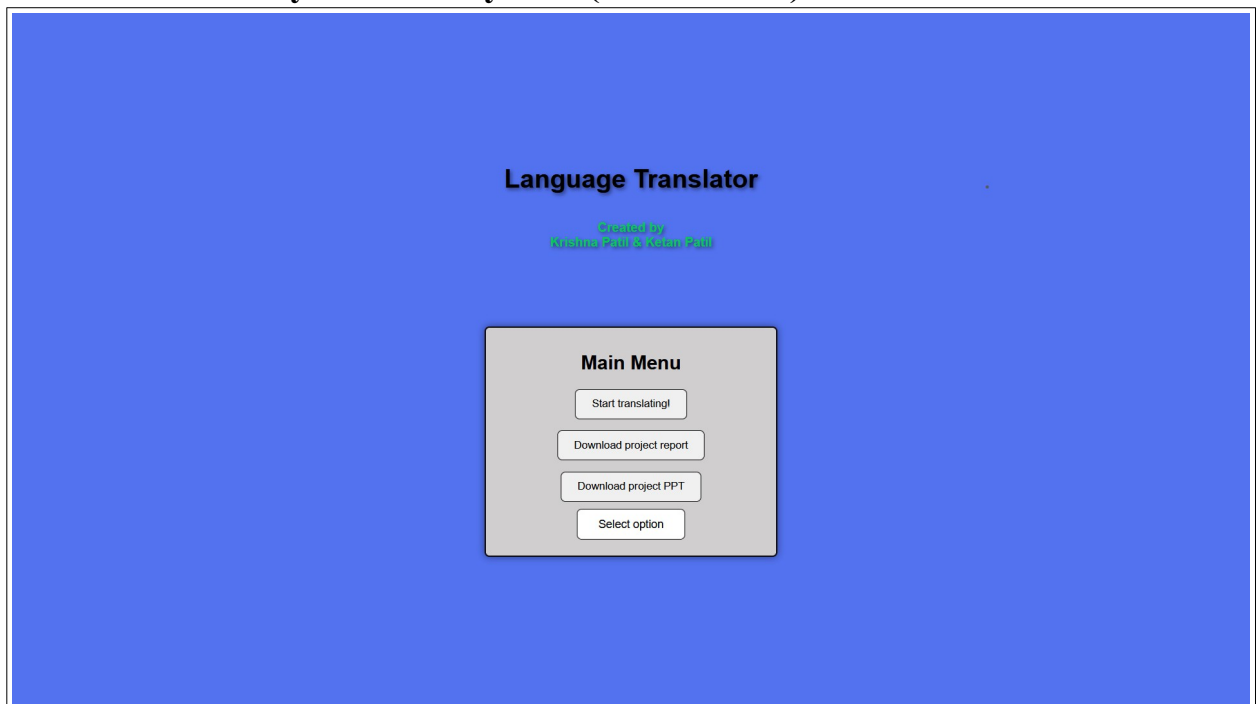 Language Translator
Created by
Krishna Patil & Ketan Patil
Main Menu
Start translating!
Download project report
Download project PPT
Select option